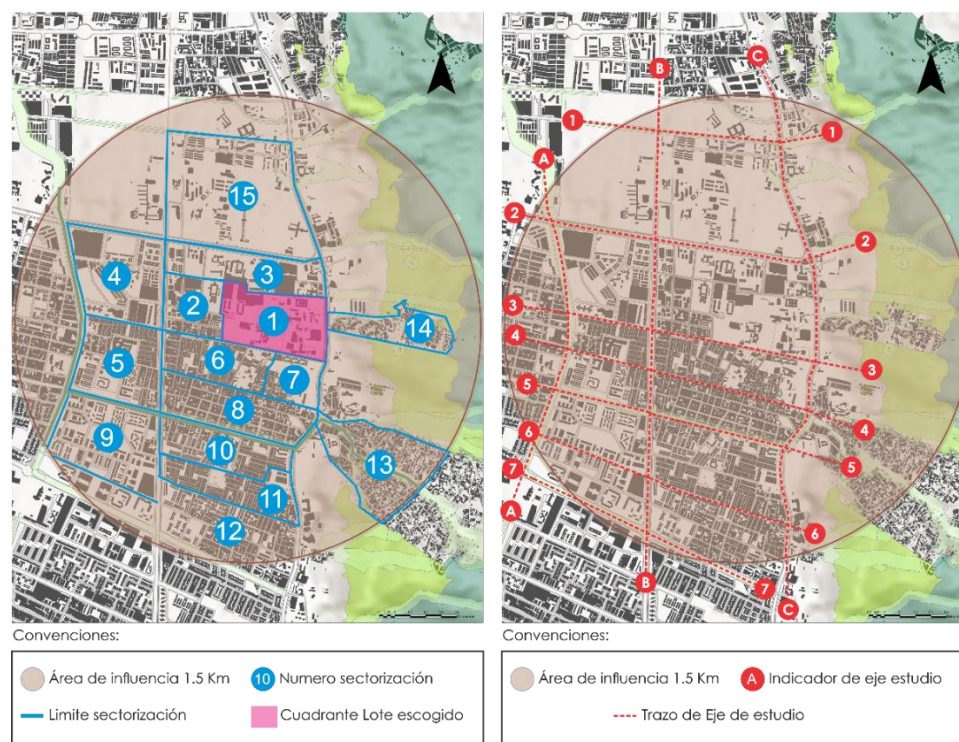 15
3
4
2
1
14
5
6
7
8
9
10
13
11
12
Convenciones:
Área de influencia 1.5 Km
10 Numero sectorización
Limite sectorización
Cuadrante Lote escogido
B
C
1
1
A
2
2
3
3
4
4
5
5
6
6
7
7
A
B
C
Convenciones:
Área de influencia 1.5 Km
A Indicador de eje estudio
Trazo de Eje de estudio